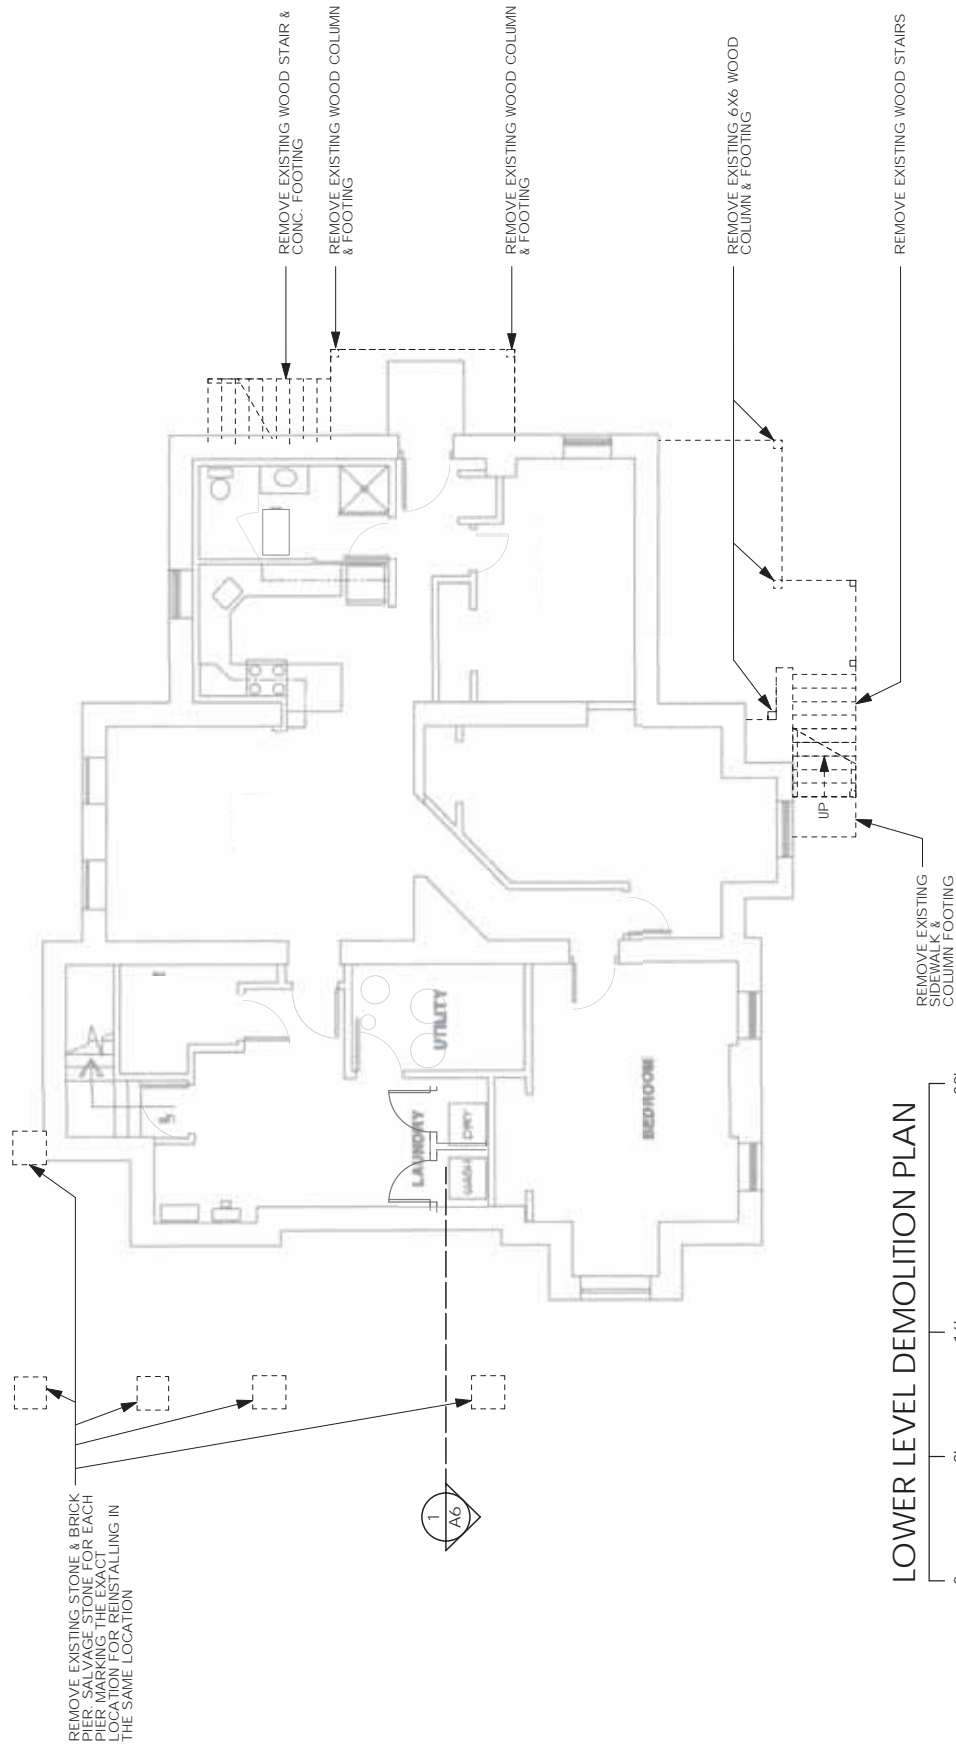 REMOVE EXISTING WOOD STAIR &
CONC. FOOTING
REMOVE EXISTING WOOD COLUMN
& FOOTING
REMOVE EXISTING WOOD COLUMN
& FOOTING
REMOVE EXISTING 6X6 WOOD
COLUMN & FOOTING
REMOVE EXISTING WOOD STAIRS
REMOVE EXISTING
SIDEWALK &
COLUMN FOOTING
UP
UTILITY
LAUNDRY
DRY
WASH
BEDROOM
REMOVE EXISTING STONE & BRICK
PIER. SALVAGE STONE FOR EACH
PIER MARKING THE EXACT
LOCATION FOR REINSTALLING IN
THE SAME LOCATION
1
A6
LOWER LEVEL DEMOLITION PLAN